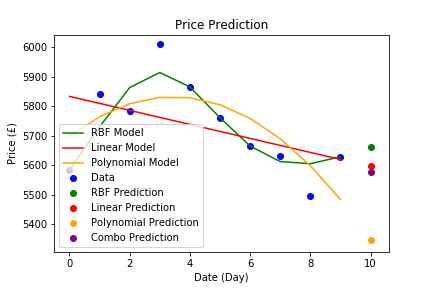 Price Prediction
Price (£)
6000
5900
5800
5700
5600
5500
5400
RBF Model
Linear Model
Polynomial Model
Data
RBF Prediction
Linear Prediction
Polynomial Prediction
Combo Prediction
0
2
4
6
8
10
Date (Day)